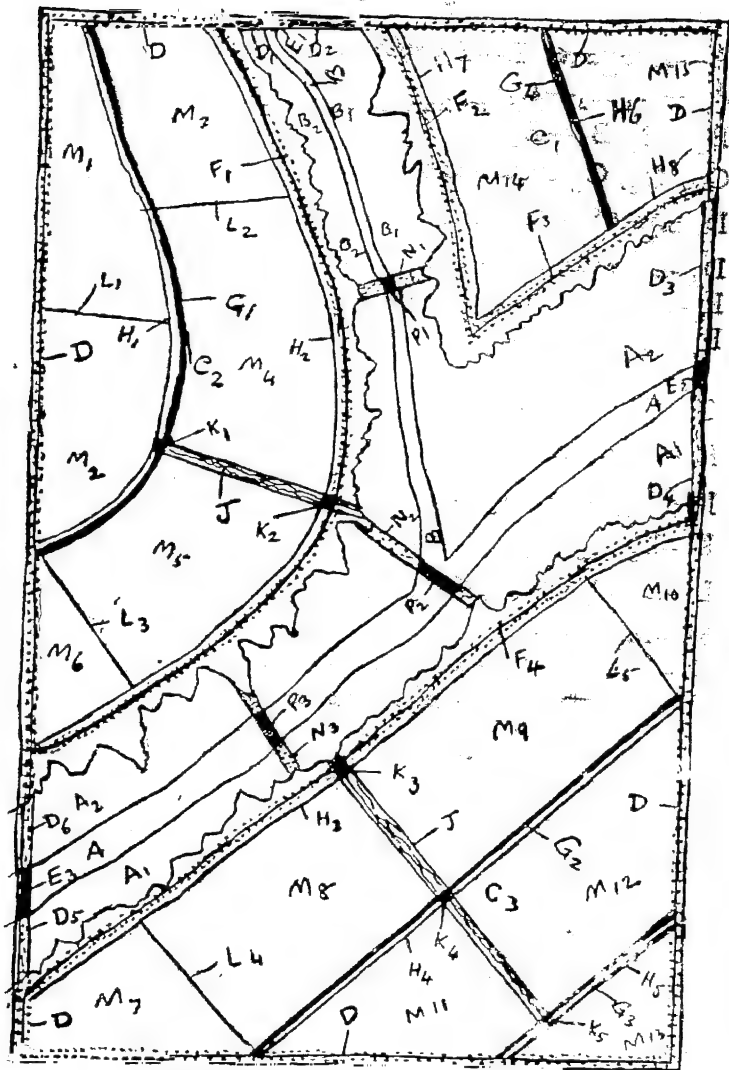 D
D1
E1
D2
B
I17
D
G4
M15
M3
B2
B1
F2
H6
D
M1
C1
F1
M14
H8
L2
B2
B1
N1
F3
D3
L1
G1
H1
P1
H2
D
C2
M4
A2
E5
A
K1
A1
M2
D4
J
K2
N2
B
M5
P2
M10
L3
F4
L5
M6
P3
N3
M9
K3
A2
D6
H3
J
D
A
G2
E3
A1
M8
C3
M12
D5
K4
L4
H4
H5
M7
G3
D
D
M11
K5
M13